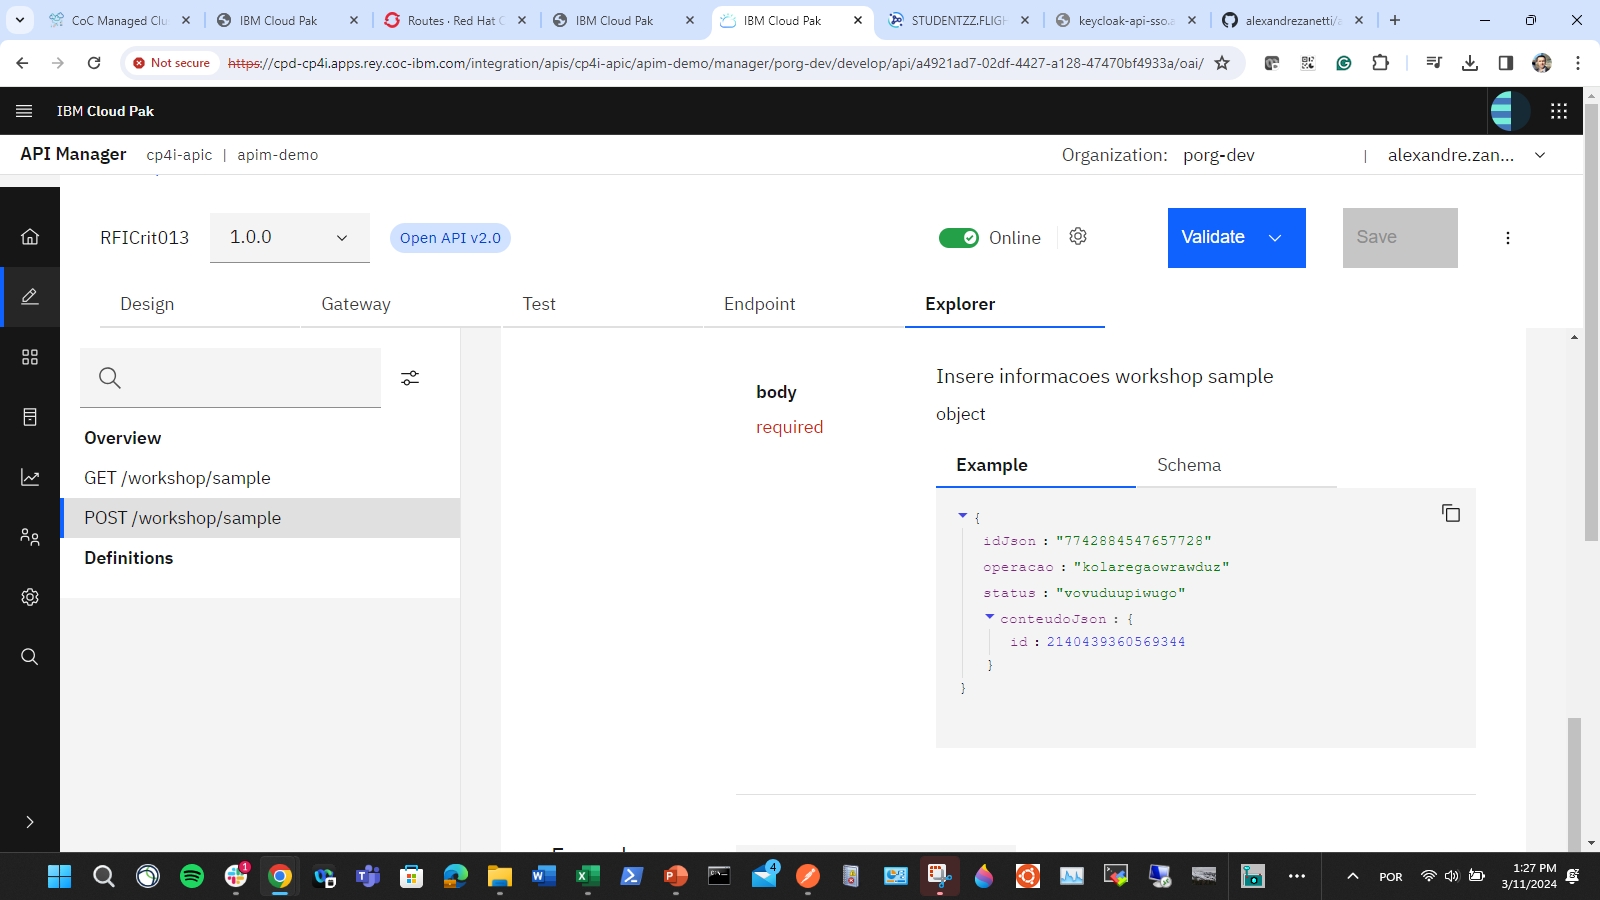 CoC Managed Clu
IBM Cloud Pak
Routes · Red Hat C
IBM Cloud Pak
IBM Cloud Pak
STUDENTZZ.FLIGH
keycloak-api-sso.a
alexandrezanetti/a
Not secure
https://cpd-cp4i.apps.rey.coc-ibm.com/integration/apis/cp4i-apic/apim-demo/manager/porg-dev/develop/api/a4921ad7-02df-4427-a128-47470bf4933a/oai/
IBM Cloud Pak
API Manager cp4i-apic | apim-demo
Organization: porg-dev | alexandre.zan...
RFICrit013
1.0.0
Open API v2.0
Online
Validate
Save
Design
Gateway
Test
Endpoint
Explorer
Overview
GET /workshop/sample
POST /workshop/sample
Definitions
body
required
Insere informacoes workshop sample
object
Example
Schema
{
idJson : "7742884547657728"
operacao : "kolaregaowrawduz"
status : "vovuduupiwugo"
conteudoJson : {
id : 2140439360569344
}
}
1
4
POR
1:27 PM
3/11/2024